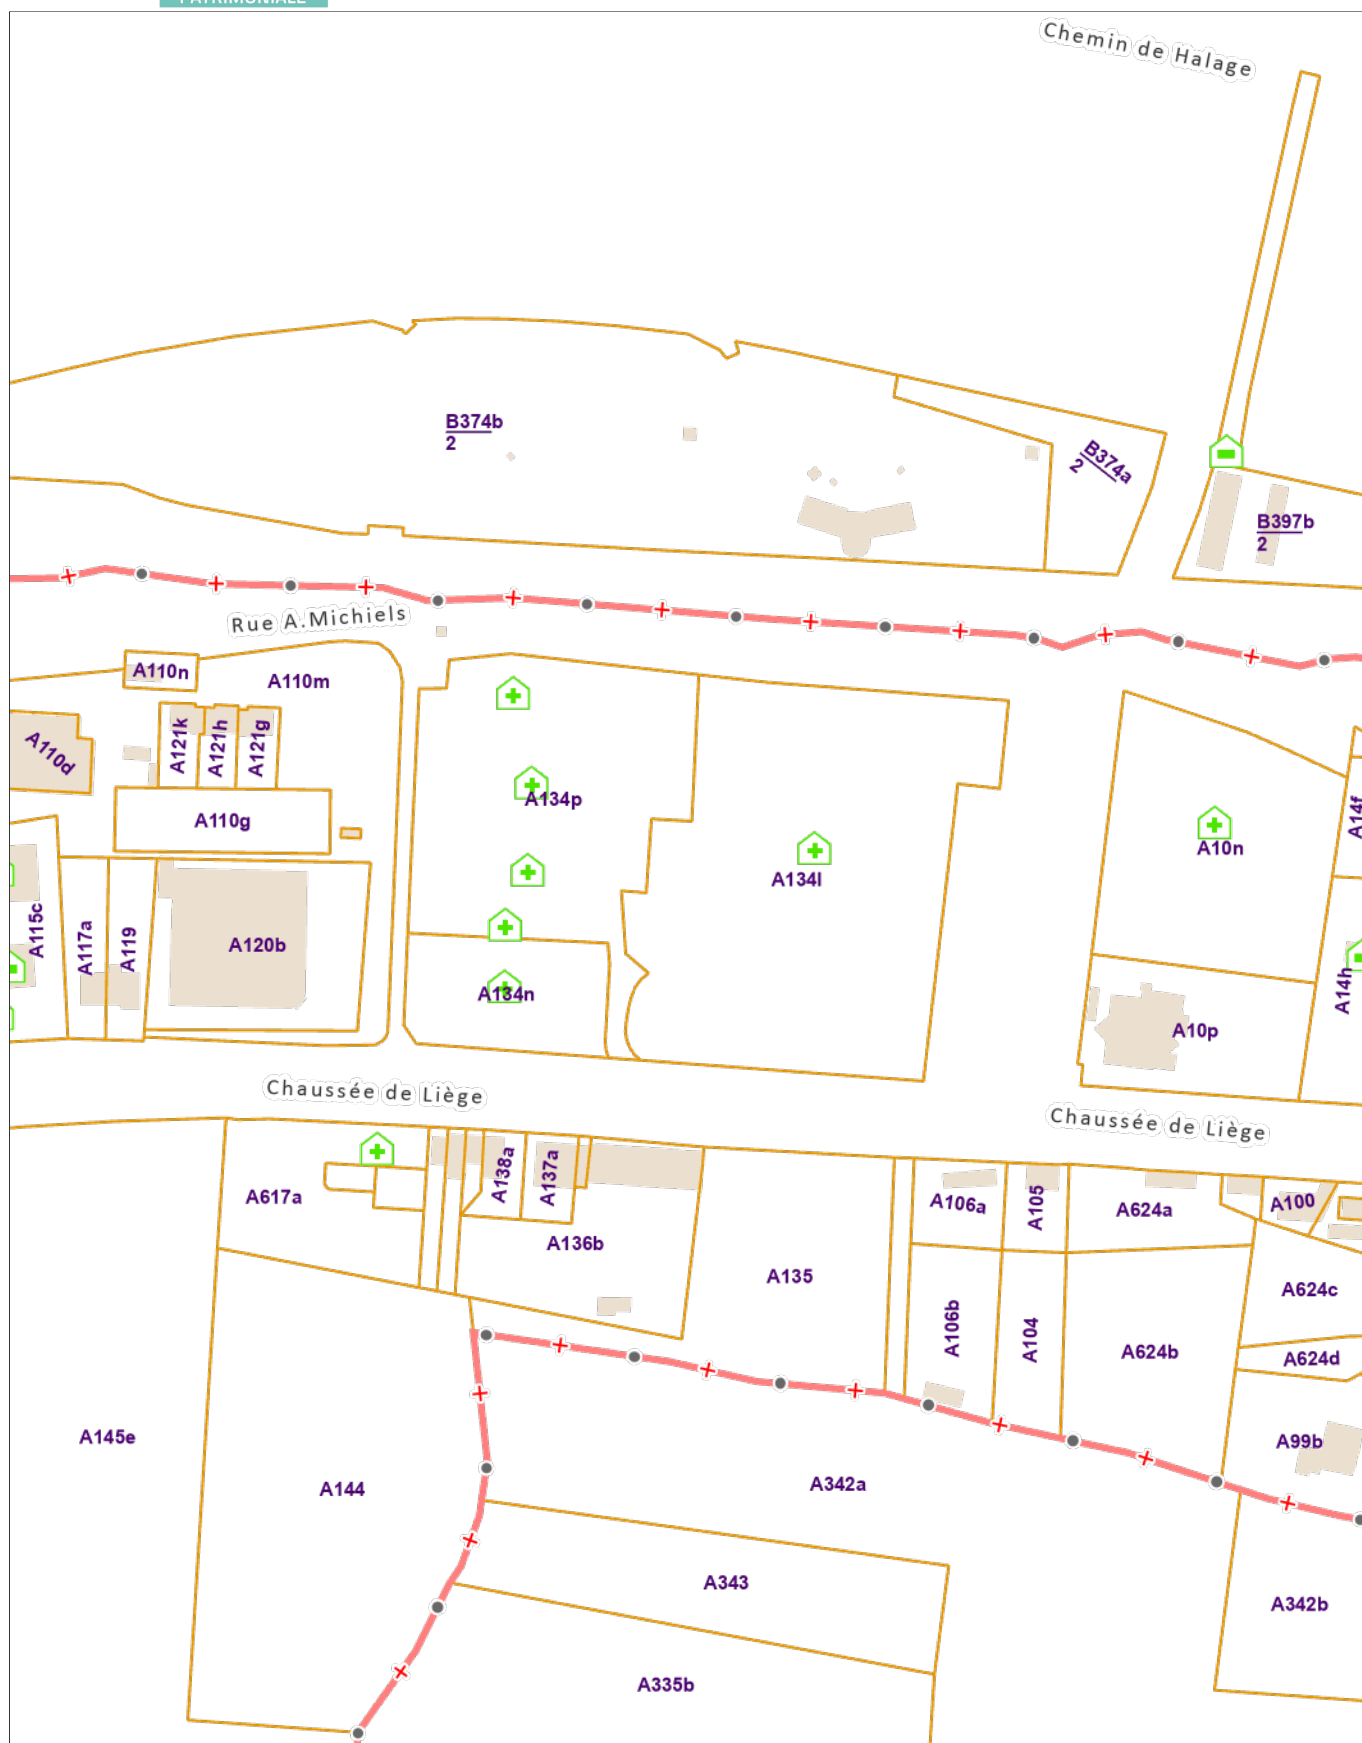 PATRIMONIALE
Chemin de Halage
B374b
2
B374a
2
B397b
2
Rue A.Michiels
A110n
A110m
A121k
A121h
A121g
A110d
A134p
A14f
A110g
A10n
A134l
A115c
A117a
A119
A120b
A134n
A14h
A10p
Chaussée de Liège
Chaussée de Liège
A138a
A137a
A617a
A106a
A105
A624a
A100
A136b
A135
A624c
A106b
A104
A624b
A624d
A145e
A99b
A144
A342a
A343
A342b
A335b